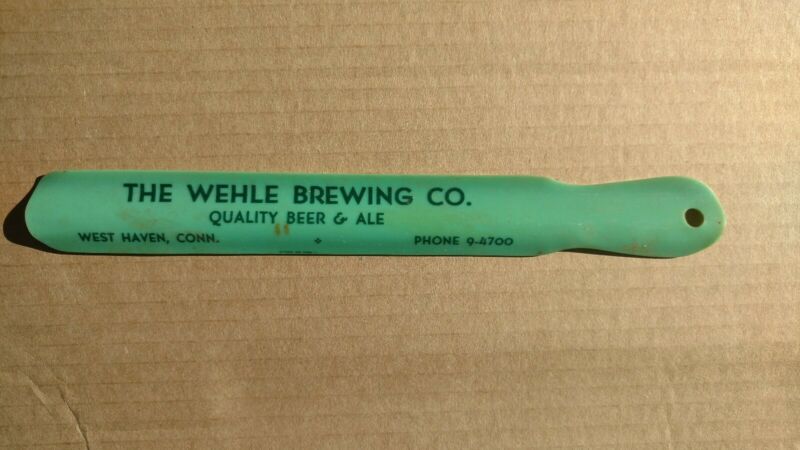 THE WEHLE BREWING CO.
QUALITY BEER & ALE
WEST HAVEN, CONN. PHONE 9-4700